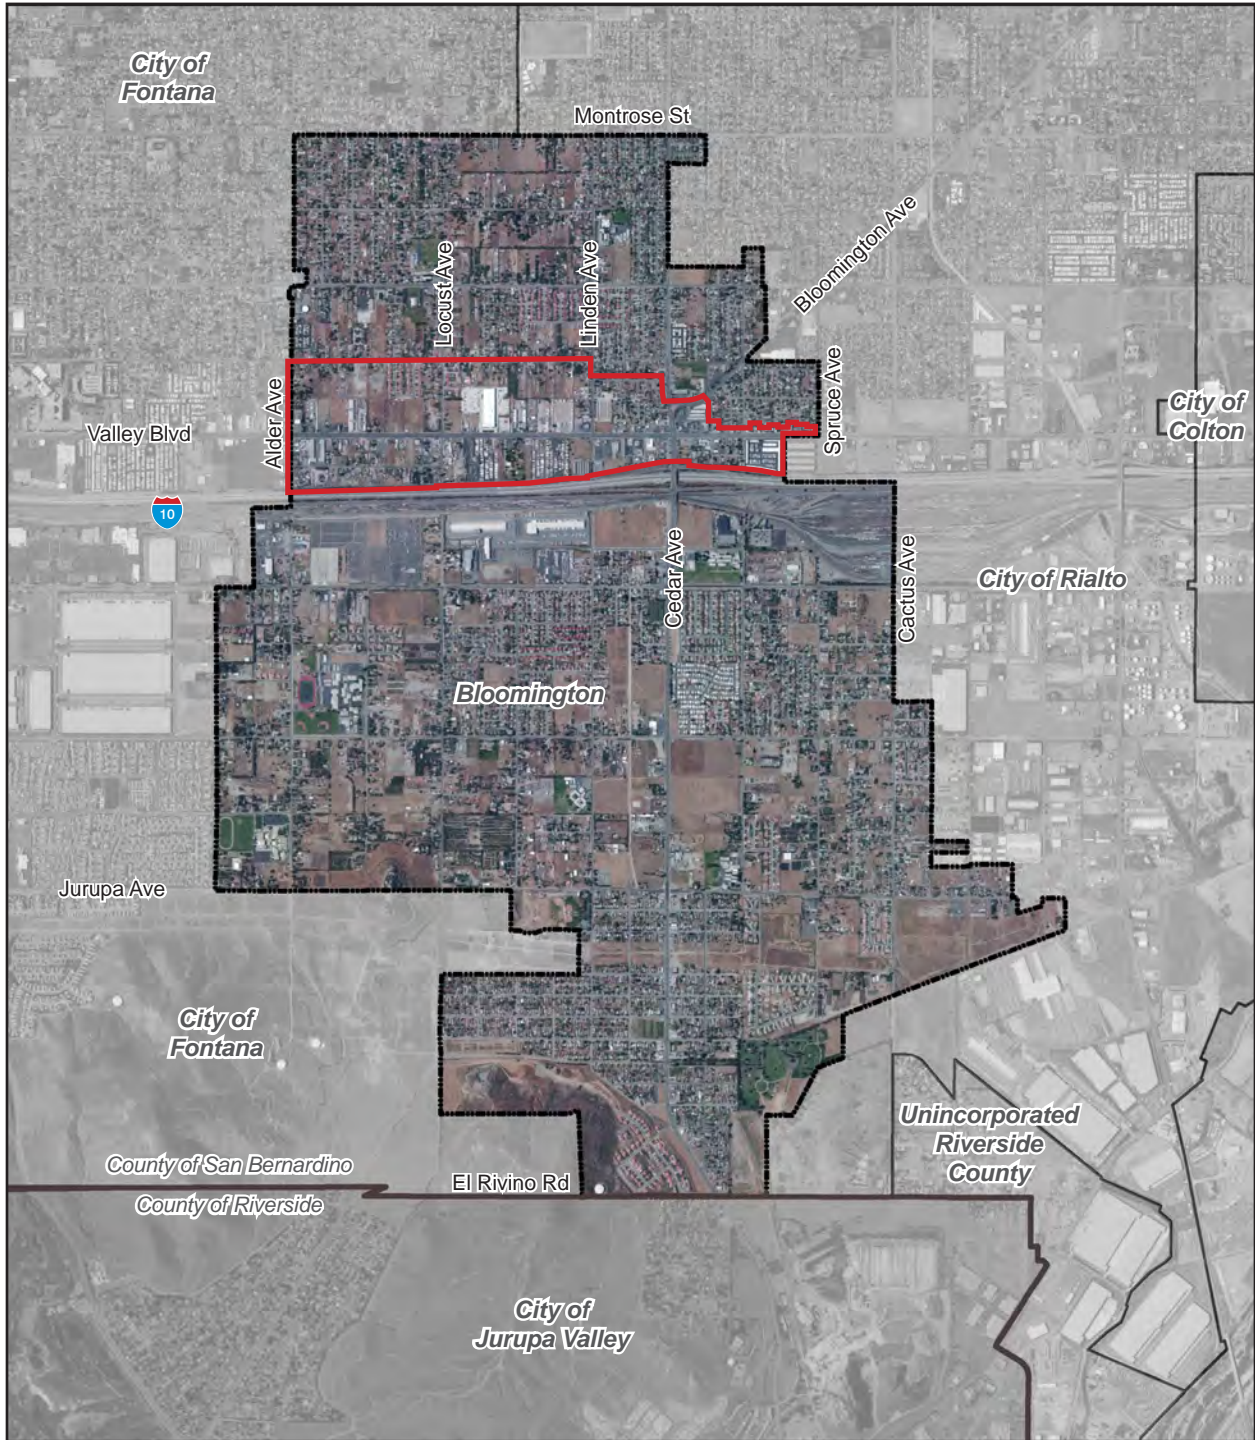 City of
Fontana
Montrose St
Bloomington Ave
Locust Ave
Linden Ave
Alder Ave
Spruce Ave
Valley Blvd
City of
Colton
10
Cedar Ave
Cactus Ave
City of Rialto
Bloomington
Jurupa Ave
City of
Fontana
Unincorporated
Riverside
County
County of San Bernardino
El Rivino Rd
County of Riverside
City of
Jurupa Valley